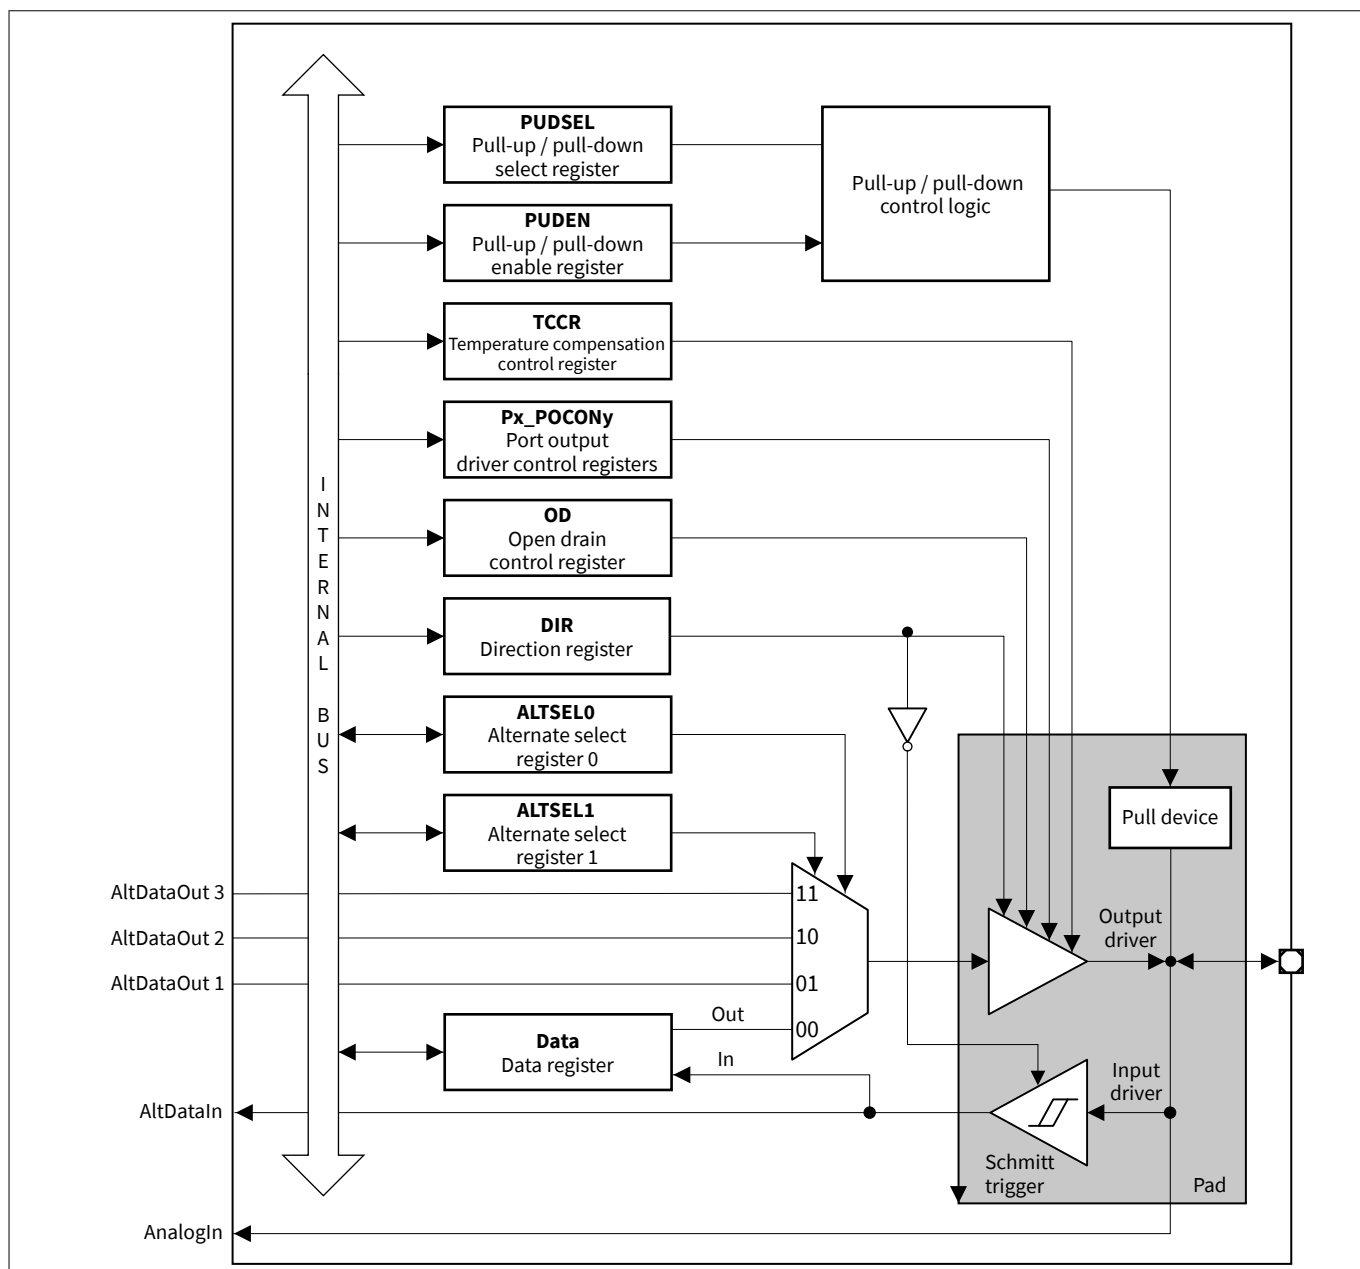 PUDSEL
Pull-up / pull-down
select register
Pull-up / pull-down
control logic
PUDEN
Pull-up / pull-down
enable register
TCCR
Temperature compensation
control register
Px_POCONy
Port output
driver control registers
INTERNAL BUS
OD
Open drain
control register
DIR
Direction register
ALTSEL0
Alternate select
register 0
ALTSEL1
Alternate select
register 1
Pull device
AltDataOut 3
11
AltDataOut 2
10
AltDataOut 1
01
Output
driver
Out
00
Data
Data register
In
Input
driver
AltDataIn
Schmitt
trigger
Pad
AnalogIn